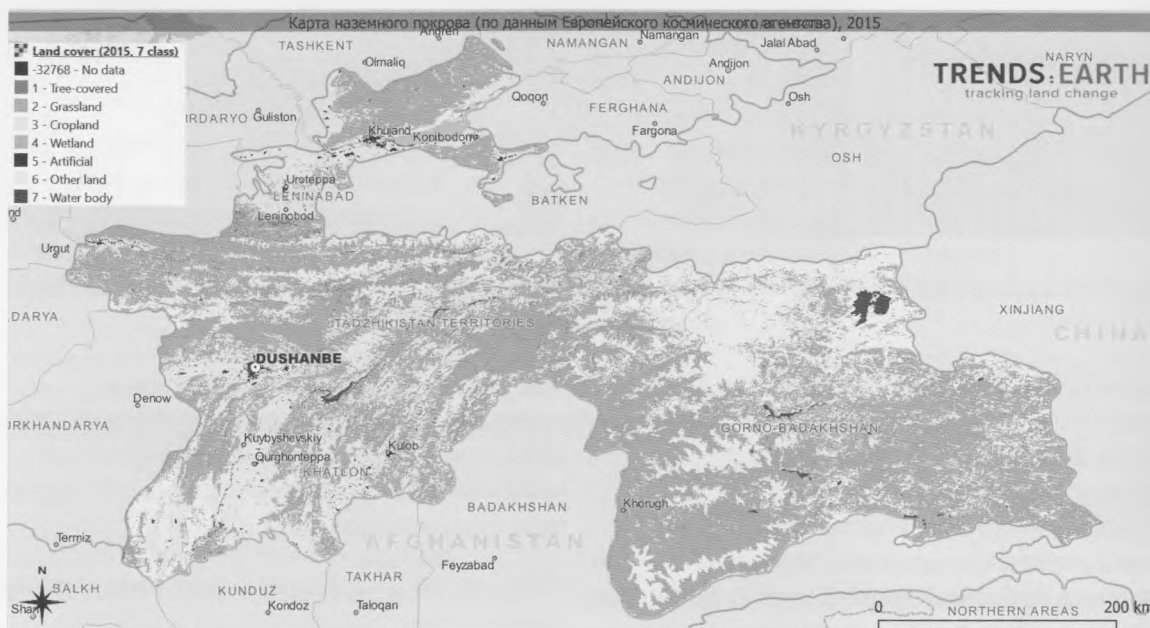 Карта наземного покрова (по данным Европейского космического агентства), 2015
Land cover (2015, 7 class)
-32768 - No data
1 - Tree-covered
2 - Grassland
3 - Cropland
4 - Wetland
5 - Artificial
6 - Other land
7 - Water body
TRENDS.EARTH
tracking land change
TASHKENT
Angren
Olmaliq
NAMANGAN
Namangan
Jalal Abad
NARYN
Andijon
ANDIJON
Qoqon
FERGHANA
Osh
Fargona
KYRGYZSTAN
OSH
IRDARYO
Guliston
Khujand
Konibodom
Uroteppa
LENINABAD
Leninobod
BATKEN
Urgut
XINJIANG
CHINA
TADZHIKISTAN TERRITORIES
DUSHANBE
Denow
URKHANDARYA
Kuybyshevskiy
Qurghonteppa
KHATLON
Kulob
GORNO-BADAKHSHAN
Khorugh
BADAKHSHAN
AFGHANISTAN
Termiz
Feyzabad
N
BALKH
KUNDUZ
TAKHAR
Kondoz
Taloqan
NORTHERN AREAS
0 200 km